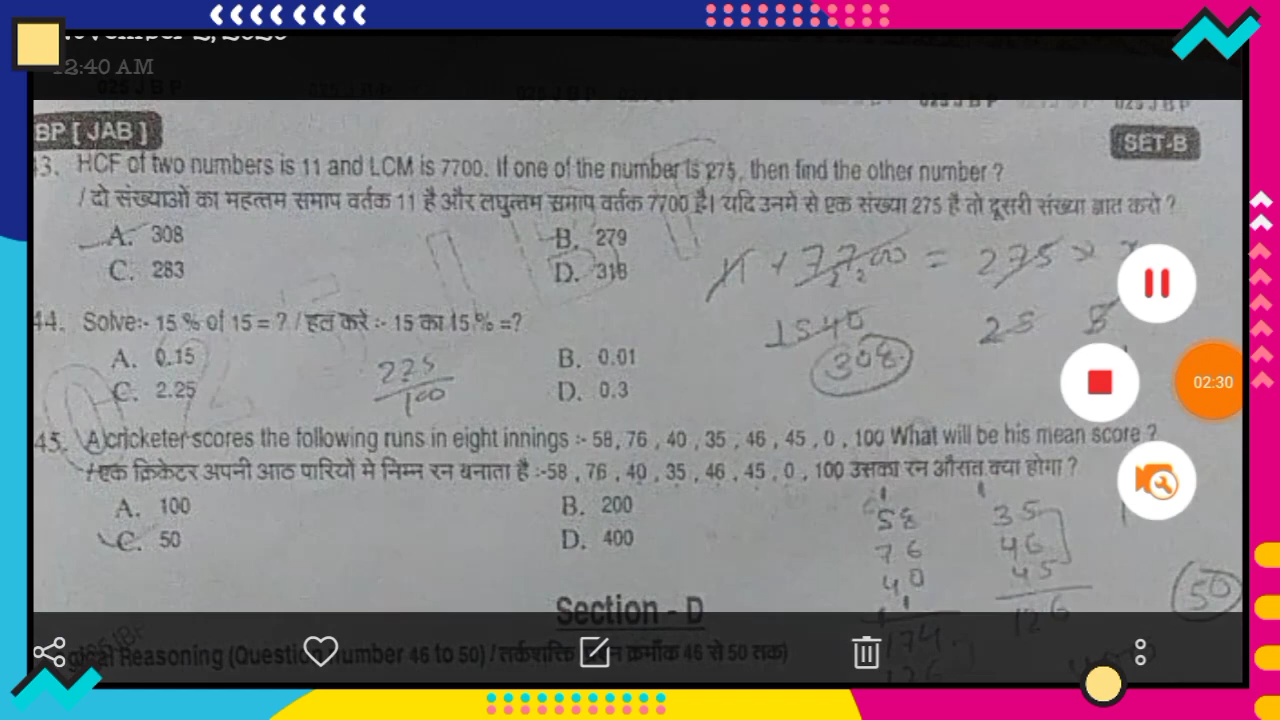 12:40 AM
025 J B P
BP [ JAB ]
SET-B
43. HCF of two numbers is 11 and LCM is 7700. If one of the number is 275, then find the other number ?
/ दो संख्याओं का महत्तम समाप वर्तक 11 है और लघुत्तम समाप वर्तक 7700 है। यदि उनमे से एक संख्या 275 है तो दूसरी संख्या ज्ञात करो ?
A. 308 B. 279
C. 283 D. 318
= 275 ×
1540 25
308
44. Solve:- 15 % of 15 = ? / हल करें :- 15 का 15 % =?
A. 0.15 B. 0.01
C. 2.25 D. 0.3
225
100
45. A cricketer scores the following runs in eight innings :- 58, 76 , 40 , 35 , 46 , 45 , 0 , 100 What will be his mean score ?
/ एक क्रिकेटर अपनी आठ पारियों मे निम्न रन बनाता है :-58 , 76 , 40 , 35 , 46 , 45 , 0 , 100 उसका रन औसत क्या होगा ?
A. 100 B. 200
C. 50 D. 400
58 35
76 46
40 45
174 126
126
50
Section - D
Logical Reasoning (Question Number 46 to 50) / तर्कशक्ति (प्रश्न क्रमाँक 46 से 50 तक)
02:30